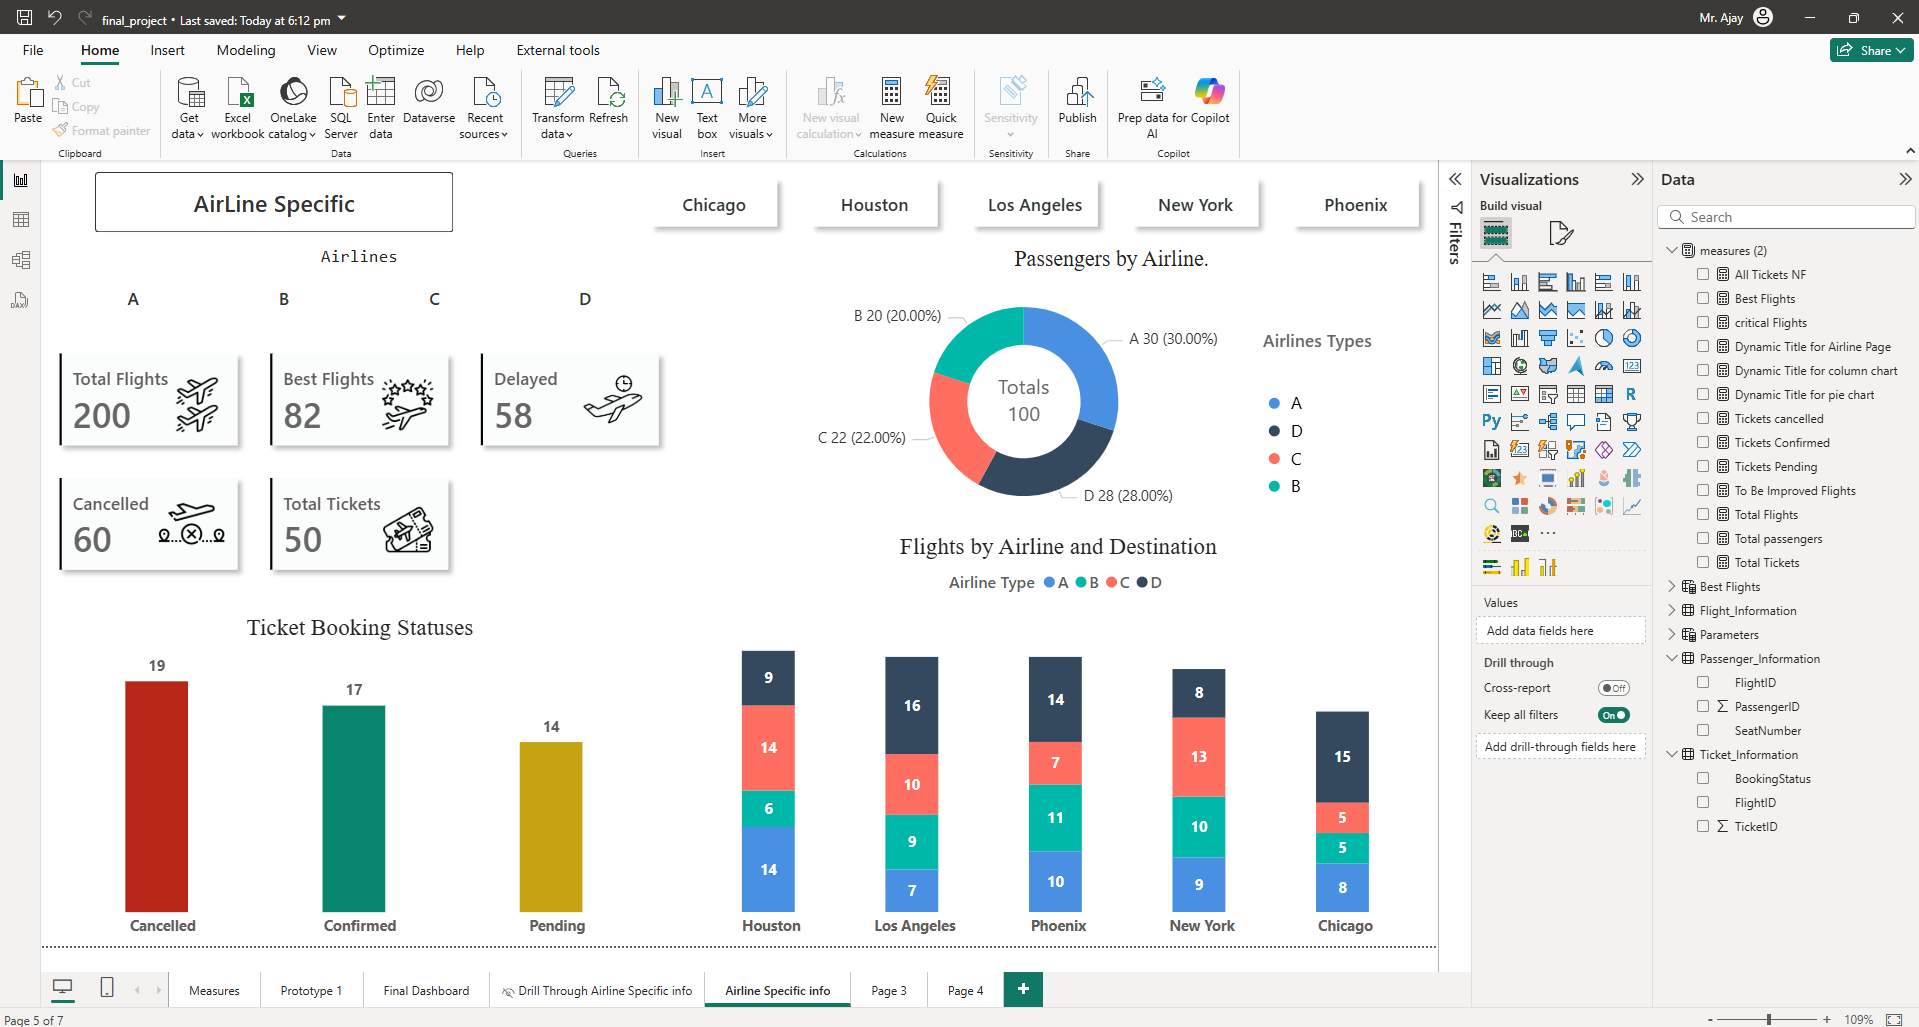 final_project • Last saved: Today at 6:12 pm
Mr. Ajay
File Home Insert Modeling View Optimize Help External tools
Share
Paste
Cut
Copy
Format painter
Clipboard
Get data
Excel workbook
OneLake catalog
SQL Server
Enter data
Dataverse
Recent sources
Data
Transform data
Refresh
Queries
New visual
Text box
More visuals
Insert
New visual calculation
New measure
Quick measure
Calculations
Sensitivity
Sensitivity
Publish
Share
Prep data for AI
Copilot
Copilot
AirLine Specific
Chicago
Houston
Los Angeles
New York
Phoenix
Airlines
A B C D
Total Flights
200
Best Flights
82
Delayed
58
Cancelled
60
Total Tickets
50
Passengers by Airline.
B 20 (20.00%)
A 30 (30.00%)
C 22 (22.00%)
D 28 (28.00%)
Totals
100
Airlines Types
A
D
C
B
Ticket Booking Statuses
19
17
14
Cancelled
Confirmed
Pending
Flights by Airline and Destination
Airline Type A B C D
9
14
6
14
Houston
16
10
9
7
Los Angeles
14
7
11
10
Phoenix
8
13
10
9
New York
15
5
5
8
Chicago
Filters
Visualizations
Build visual
123
R
Py
123
Values
Add data fields here
Drill through
Cross-report
Off
Keep all filters
On
Add drill-through fields here
Data
Search
measures (2)
All Tickets NF
Best Flights
critical Flights
Dynamic Title for Airline Page
Dynamic Title for column chart
Dynamic Title for pie chart
Tickets cancelled
Tickets Confirmed
Tickets Pending
To Be Improved Flights
Total Flights
Total passengers
Total Tickets
Best Flights
Flight_Information
Parameters
Passenger_Information
FlightID
PassengerID
SeatNumber
Ticket_Information
BookingStatus
FlightID
TicketID
Measures
Prototype 1
Final Dashboard
Drill Through Airline Specific info
Airline Specific info
Page 3
Page 4
Page 5 of 7
109%